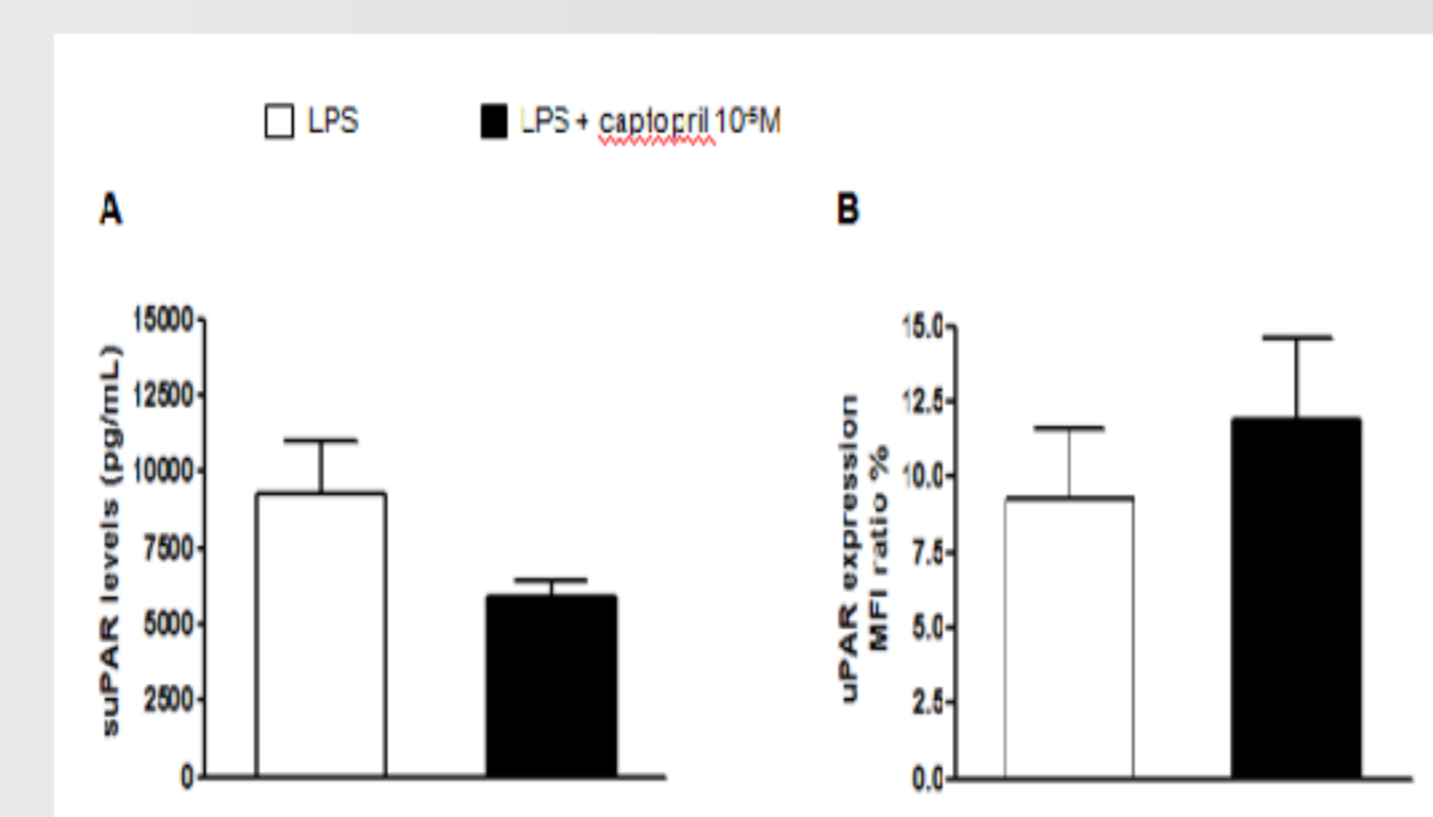 LPS
LPS + captopril 10⁻⁵M
A
B
suPAR levels (pg/mL)
15000
12500
10000
7500
5000
2500
0
uPAR expression
MFI ratio %
15.0
12.5
10.0
7.5
5.0
2.5
0.0